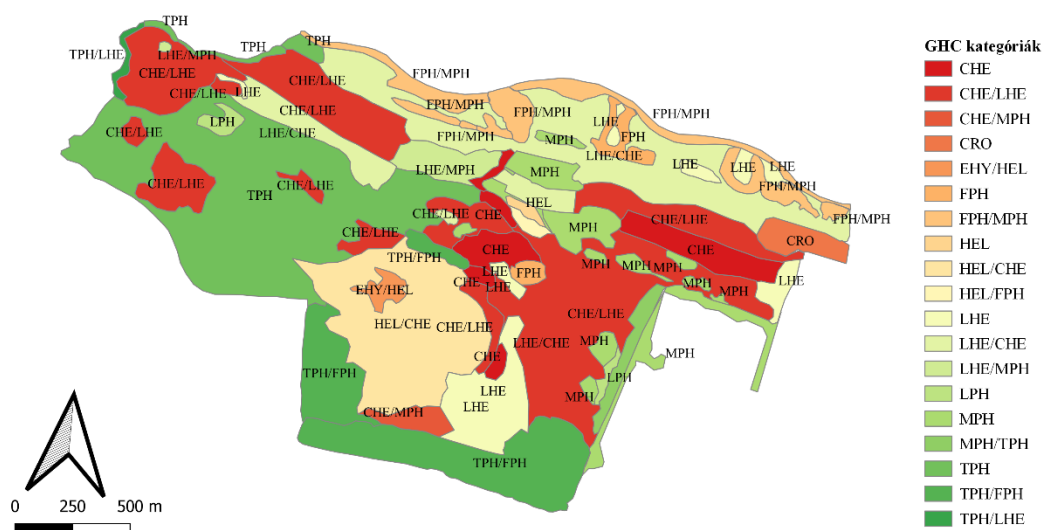 TPH
TPH
TPH
TPH/LHE
LHE/MPH
CHE/LHE
CHE/LHE
LHE
CHE/LHE
CHE/LHE
FPH/MPH
FPH/MPH
FPH/MPH
FPH/MPH
LPH
LHE/CHE
FPH/MPH
MPH
LHE
FPH
LHE/CHE
CHE/LHE
CHE/LHE
TPH
CHE/LHE
LHE/MPH
MPH
LHE
LHE
LHE
FPH/MPH
FPH/MPH
HEL
CHE/LHE
CHE
MPH
CHE/LHE
CRO
CHE/LHE
TPH/FPH
CHE
CHE
LHE
CHE
LHE
FPH
MPH
MPH
MPH
MPH
MPH
LHE
EHY/HEL
HEL/CHE
CHE/LHE
CHE/LHE
LHE/CHE
MPH
MPH
CHE
TPH/FPH
LHE
LHE
LPH
MPH
CHE/MPH
TPH/FPH
0 250 500 m
GHC kategóriák
CHE
CHE/LHE
CHE/MPH
CRO
EHY/HEL
FPH
FPH/MPH
HEL
HEL/CHE
HEL/FPH
LHE
LHE/CHE
LHE/MPH
LPH
MPH
MPH/TPH
TPH
TPH/FPH
TPH/LHE